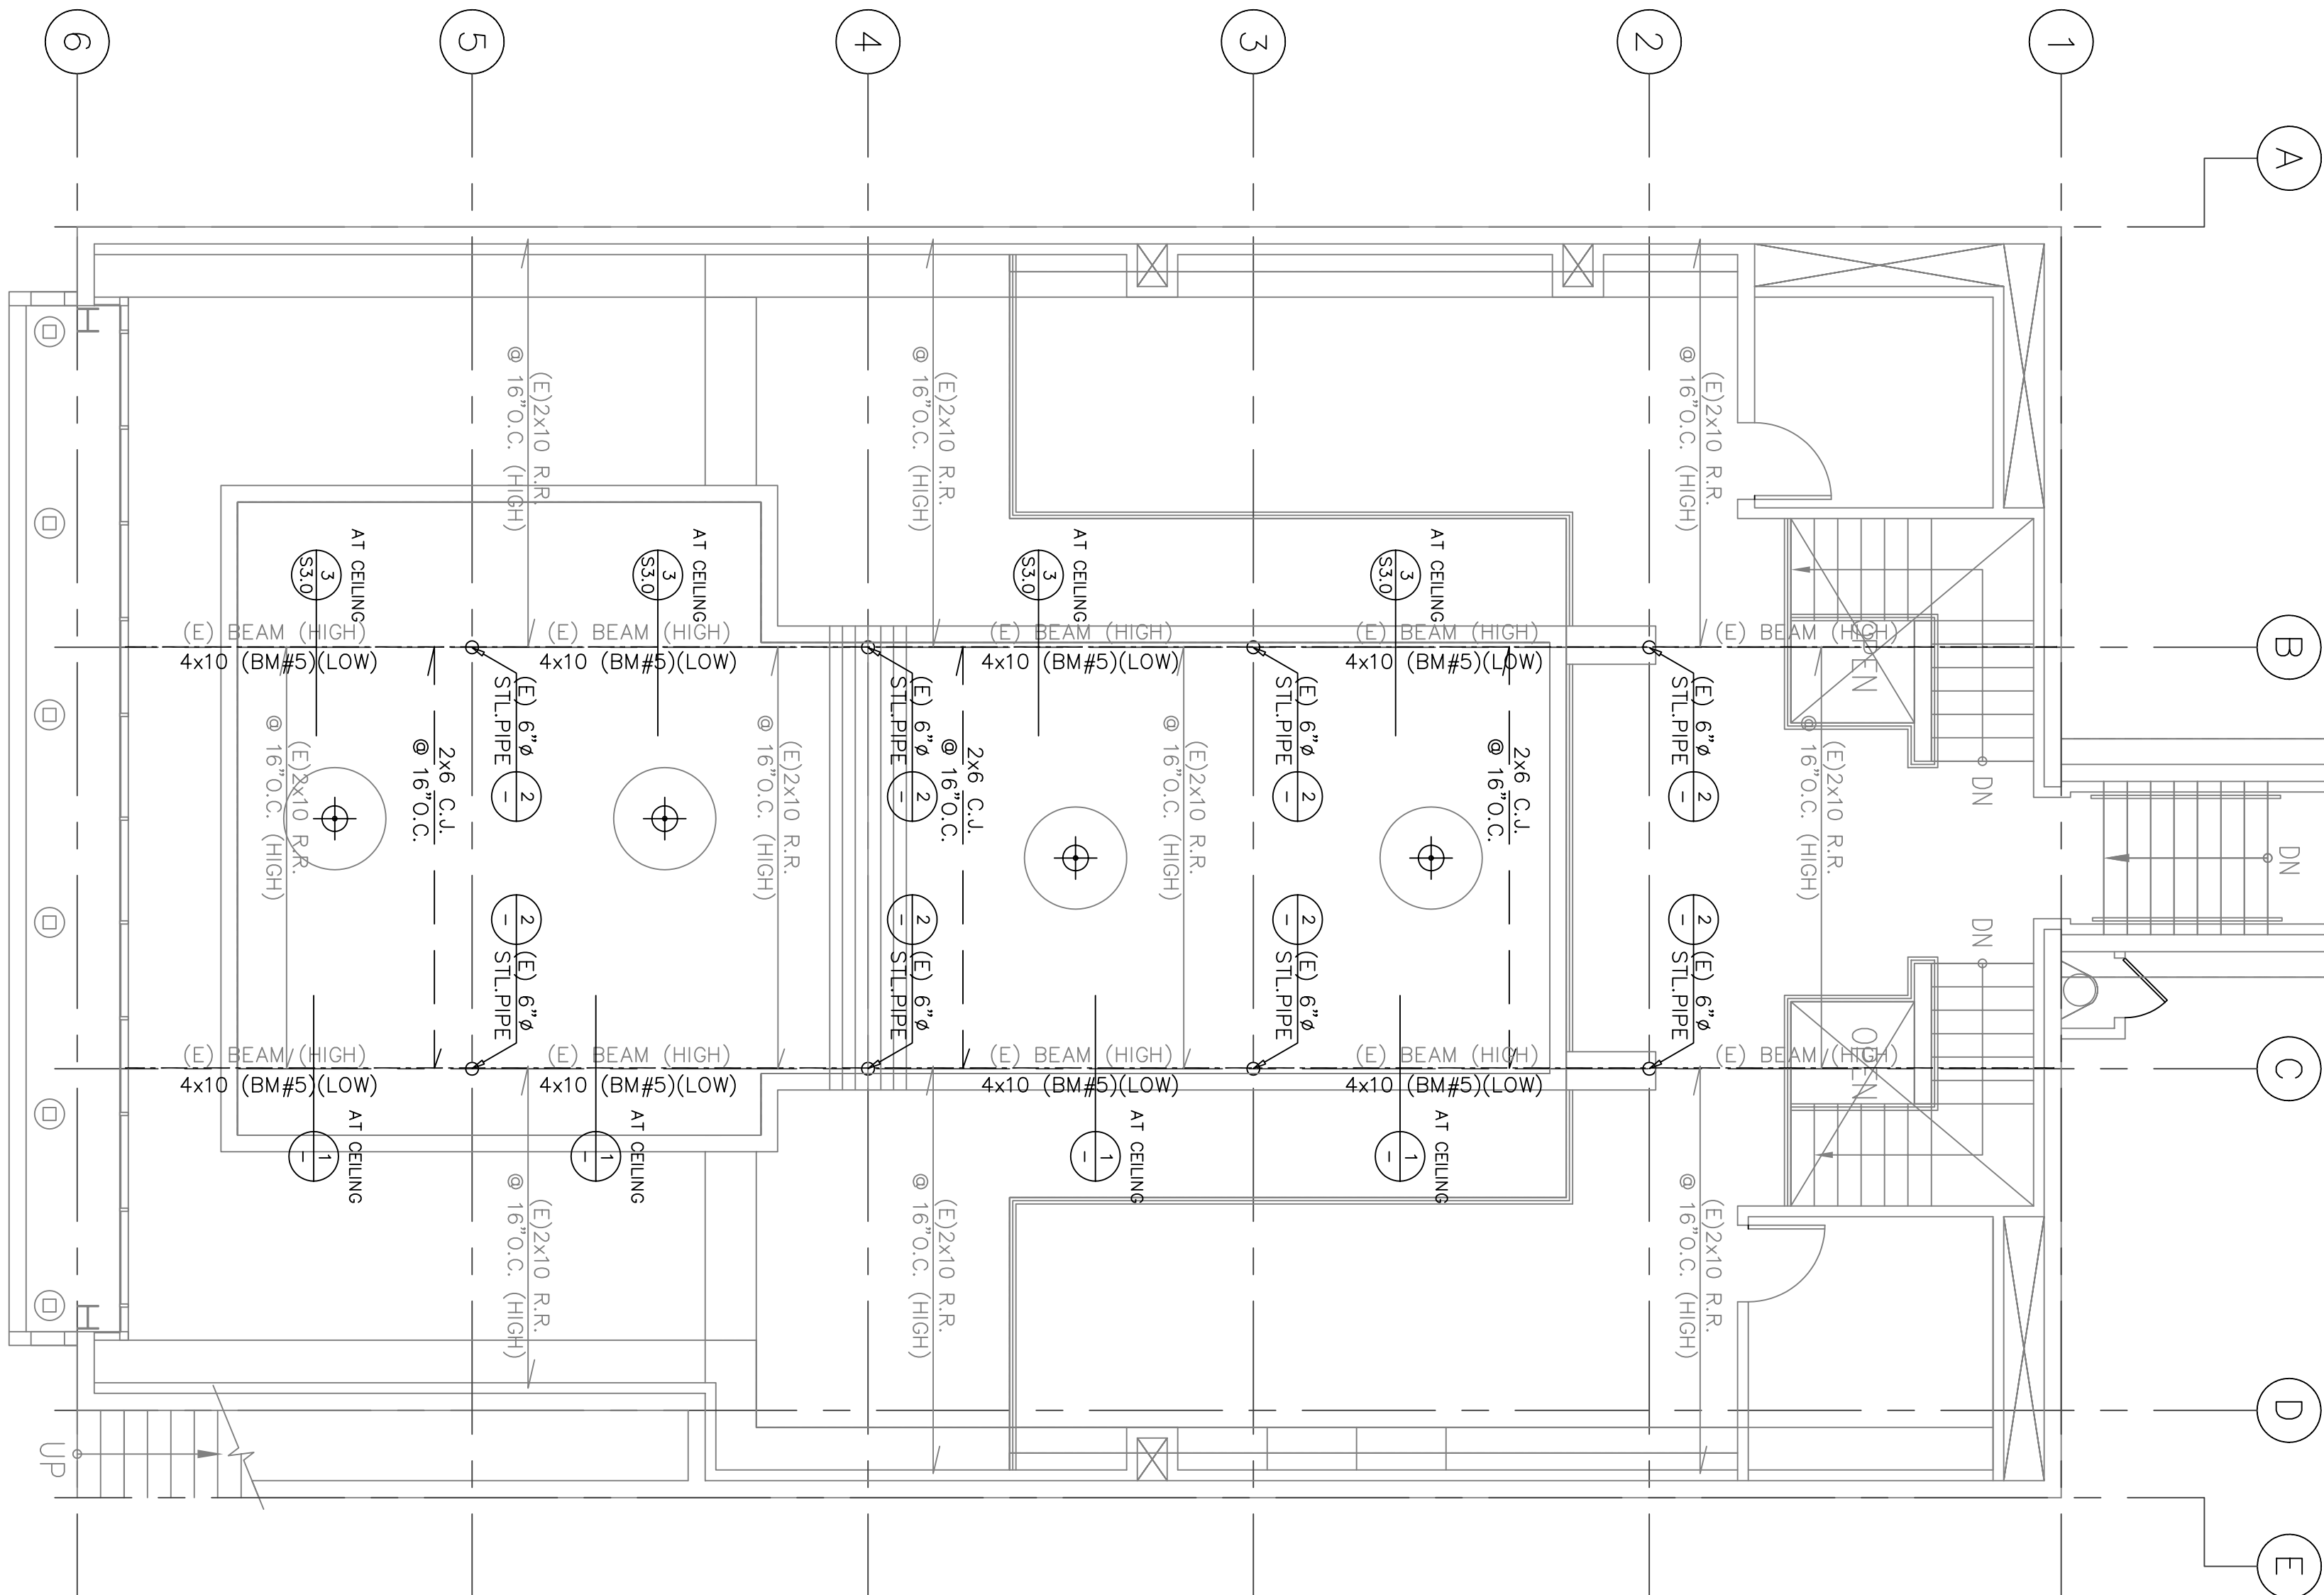 6
5
4
3
2
1
A
(E)2x10 R.R.
@ 16"O.C. (HIGH)
(E)2x10 R.R.
@ 16"O.C. (HIGH)
(E)2x10 R.R.
@ 16"O.C. (HIGH)
H
AT CEILING
3
S3.0
AT CEILING
3
S3.0
AT CEILING
3
S3.0
AT CEILING
3
S3.0
(E) BEAM (HIGH)
4x10 (BM#5)(LOW)
(E) BEAM (HIGH)
4x10 (BM#5)(LOW)
(E) BEAM (HIGH)
4x10 (BM#5)(LOW)
(E) BEAM (HIGH)
4x10 (BM#5)(LOW)
(E) BEAM (HIGH)
OPEN
B
(E) 6"ø
STL.PIPE
2
-
(E) 6"ø
STL.PIPE
2
-
(E) 6"ø
STL.PIPE
2
-
(E) 6"ø
STL.PIPE
2
-
(E)2x10 R.R.
@ 16"O.C. (HIGH)
2x6 C.J.
@ 16"O.C.
(E)2x10 R.R.
@ 16"O.C. (HIGH)
2x6 C.J.
@ 16"O.C.
(E)2x10 R.R.
@ 16"O.C. (HIGH)
2x6 C.J.
@ 16"O.C.
(E)2x10 R.R.
@ 16"O.C. (HIGH)
DN
DN
DN
2
-
(E) 6"ø
STL.PIPE
2
-
(E) 6"ø
STL.PIPE
2
-
(E) 6"ø
STL.PIPE
2
-
(E) 6"ø
STL.PIPE
(E) BEAM (HIGH)
4x10 (BM#5)(LOW)
(E) BEAM (HIGH)
4x10 (BM#5)(LOW)
(E) BEAM (HIGH)
4x10 (BM#5)(LOW)
(E) BEAM (HIGH)
4x10 (BM#5)(LOW)
(E) BEAM (HIGH)
OPEN
C
AT CEILING
1
-
AT CEILING
1
-
AT CEILING
1
-
AT CEILING
1
-
(E)2x10 R.R.
@ 16"O.C. (HIGH)
(E)2x10 R.R.
@ 16"O.C. (HIGH)
(E)2x10 R.R.
@ 16"O.C. (HIGH)
H
D
UP
E